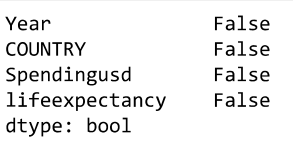 Year              False
COUNTRY           False
Spendingusd       False
lifeexpectancy    False
dtype: bool